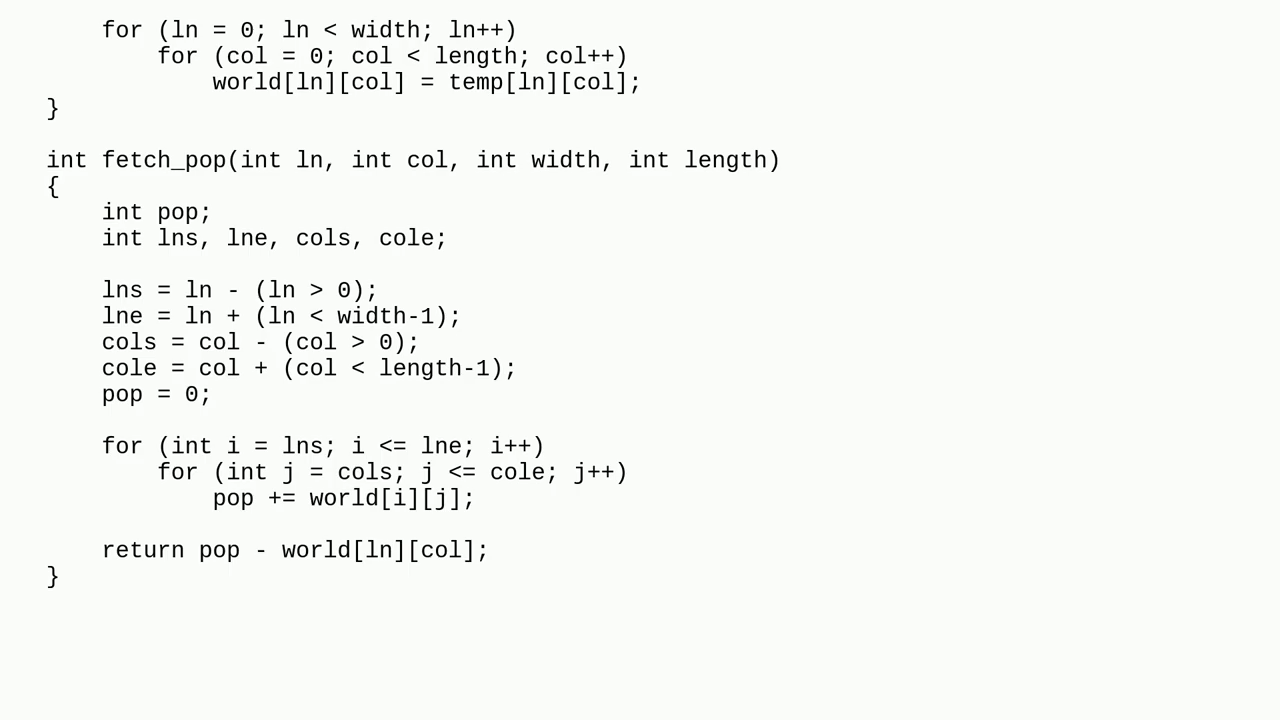 for (ln = 0; ln < width; ln++)
        for (col = 0; col < length; col++)
            world[ln][col] = temp[ln][col];
}

int fetch_pop(int ln, int col, int width, int length)
{
    int pop;
    int lns, lne, cols, cole;

    lns = ln - (ln > 0);
    lne = ln + (ln < width-1);
    cols = col - (col > 0);
    cole = col + (col < length-1);
    pop = 0;

    for (int i = lns; i <= lne; i++)
        for (int j = cols; j <= cole; j++)
            pop += world[i][j];

    return pop - world[ln][col];
}